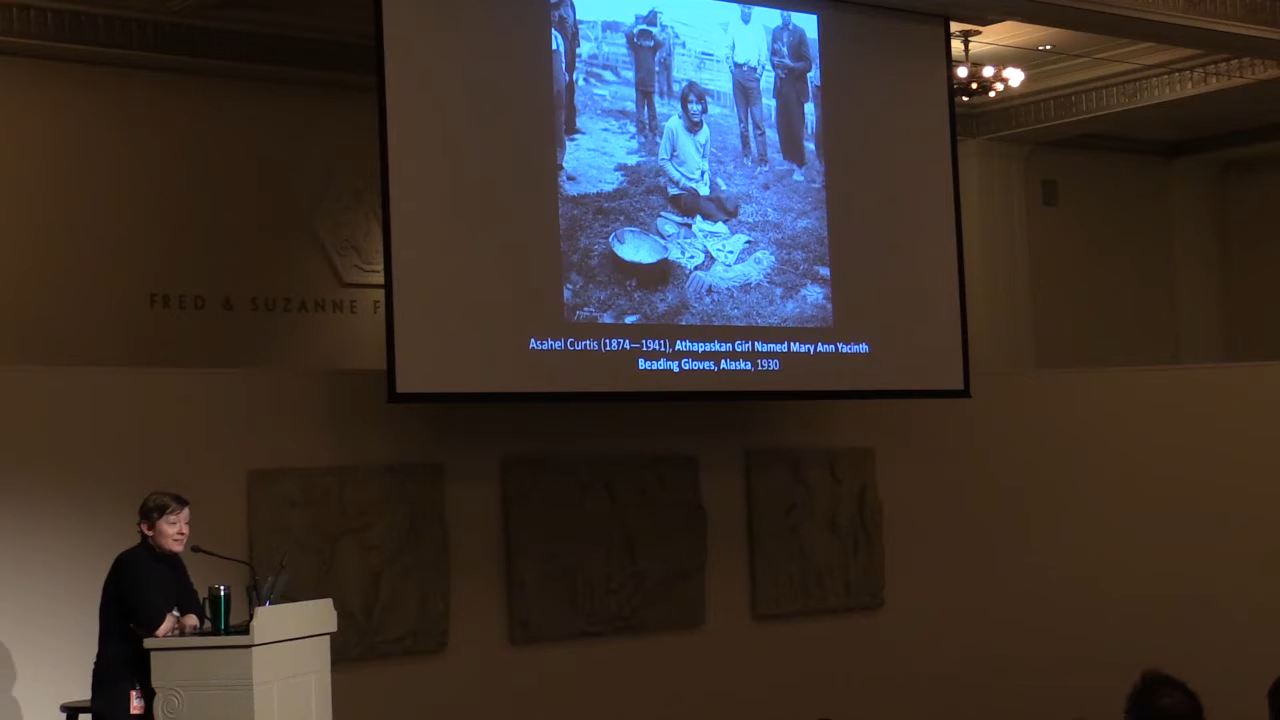 FRED & SUZANNE F
Asahel Curtis (1874—1941), Athapaskan Girl Named Mary Ann Yacinth
Beading Gloves, Alaska, 1930